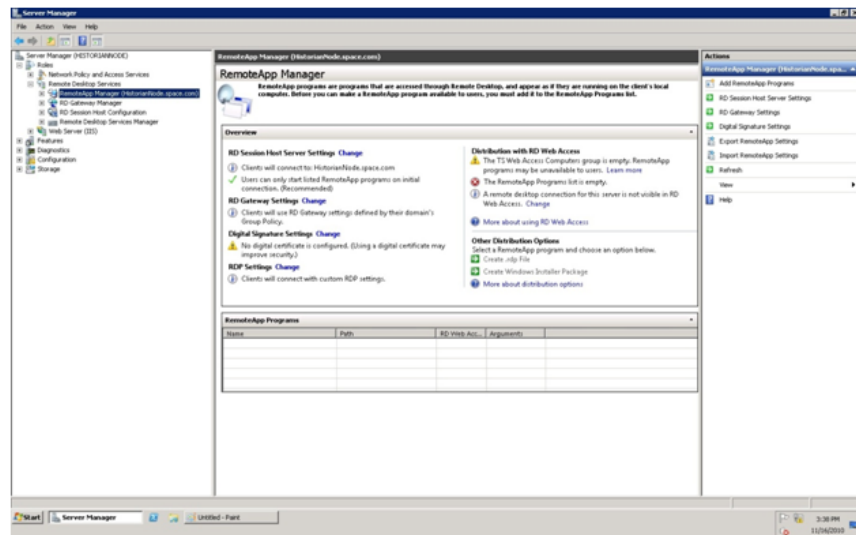 Server Manager
File Action View Help
Server Manager (HISTORIANNODE)
Roles
Network Policy and Access Services
Remote Desktop Services
RemoteApp Manager (HistorianNode.space.com)
RD Gateway Manager
RD Session Host Configuration
Remote Desktop Services Manager
Web Server (IIS)
Features
Diagnostics
Configuration
Storage
RemoteApp Manager (HistorianNode.space.com)
RemoteApp Manager
RemoteApp programs are programs that are accessed through Remote Desktop, and appear as if they are running on the client's local
computer. Before you can make a RemoteApp program available to users, you must add it to the RemoteApp Programs list.
Overview
RD Session Host Server Settings Change
Clients will connect to: HistorianNode.space.com
Users can only start listed RemoteApp programs on initial
connection. (Recommended)
RD Gateway Settings Change
Clients will use RD Gateway settings defined by their domain's
Group Policy.
Digital Signature Settings Change
No digital certificate is configured. (Using a digital certificate may
improve security.)
RDP Settings Change
Clients will connect with custom RDP settings.
Distribution with RD Web Access
The TS Web Access Computers group is empty. RemoteApp
programs may be unavailable to users. Learn more
The RemoteApp Programs list is empty.
A remote desktop connection for this server is not visible in RD
Web Access. Change
More about using RD Web Access
Other Distribution Options
Select a RemoteApp program and choose an option below.
Create .rdp File
Create Windows Installer Package
More about distribution options
RemoteApp Programs
Name Path RD Web Acc... Arguments
Actions
RemoteApp Manager (HistorianNode.spa...
Add RemoteApp Programs
RD Session Host Server Settings
RD Gateway Settings
Digital Signature Settings
Export RemoteApp Settings
Import RemoteApp Settings
Refresh
View
Help
Start Server Manager Untitled - Paint
3:38 PM
11/16/2010